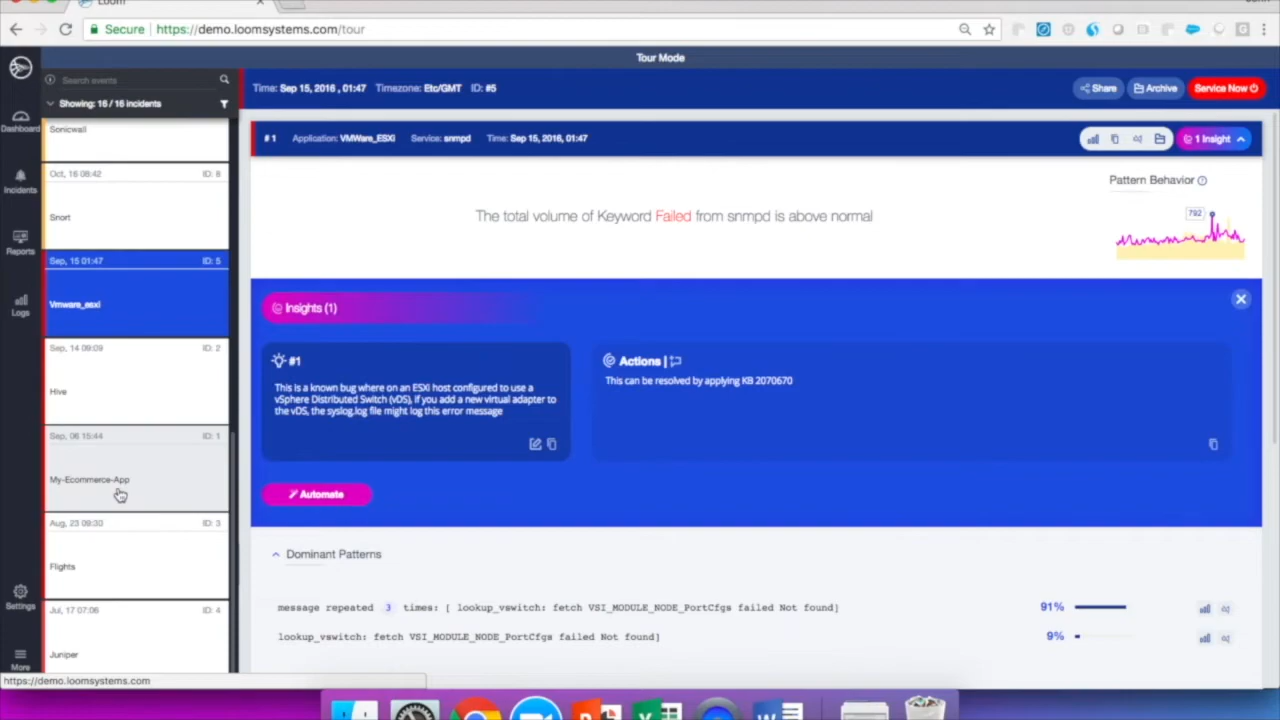 Loom
Secure
https://demo.loomsystems.com/tour
Tour Mode
Search events
Time: Sep 15, 2016 , 01:47 Timezone: Etc/GMT ID: #5
Share
Archive
Service Now
Dashboard
Incidents
Reports
Logs
Settings
More
Showing: 16 / 16 incidents
Sonicwall
Oct, 16 08:42 ID: 8
Snort
Sep, 15 01:47 ID: 5
Vmware_esxi
Sep, 14 09:09 ID: 2
Hive
Sep, 06 15:44 ID: 1
My-Ecommerce-App
Aug, 23 09:30 ID: 3
Flights
Jul, 17 07:06 ID: 4
Juniper
# 1 Application: VMWare_ESXi Service: snmpd Time: Sep 15, 2016, 01:47
1 Insight
Pattern Behavior
The total volume of Keyword Failed from snmpd is above normal
792
Insights (1)
#1
This is a known bug where on an ESXi host configured to use a
vSphere Distributed Switch (vDS), if you add a new virtual adapter to
the vDS, the syslog.log file might log this error message
Actions |
This can be resolved by applying KB 2070670
Automate
Dominant Patterns
message repeated 3 times: [ lookup_vswitch: fetch VSI_MODULE_NODE_PortCfgs failed Not found] 91%
lookup_vswitch: fetch VSI_MODULE_NODE_PortCfgs failed Not found] 9%
https://demo.loomsystems.com